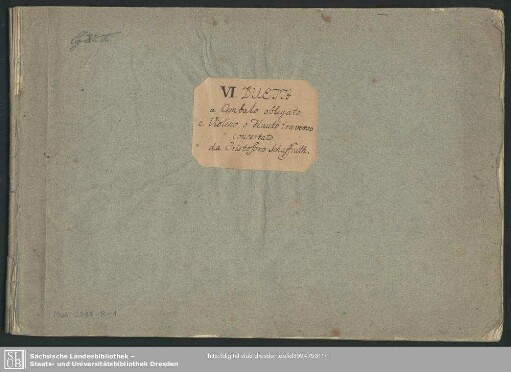 VI DUETTI
a Cembalo obligato
e Violino o Flauto traverso
concertato
da Cristoforo Schaffrath.
Sächsische Landesbibliothek –
Staats- und Universitätsbibliothek Dresden